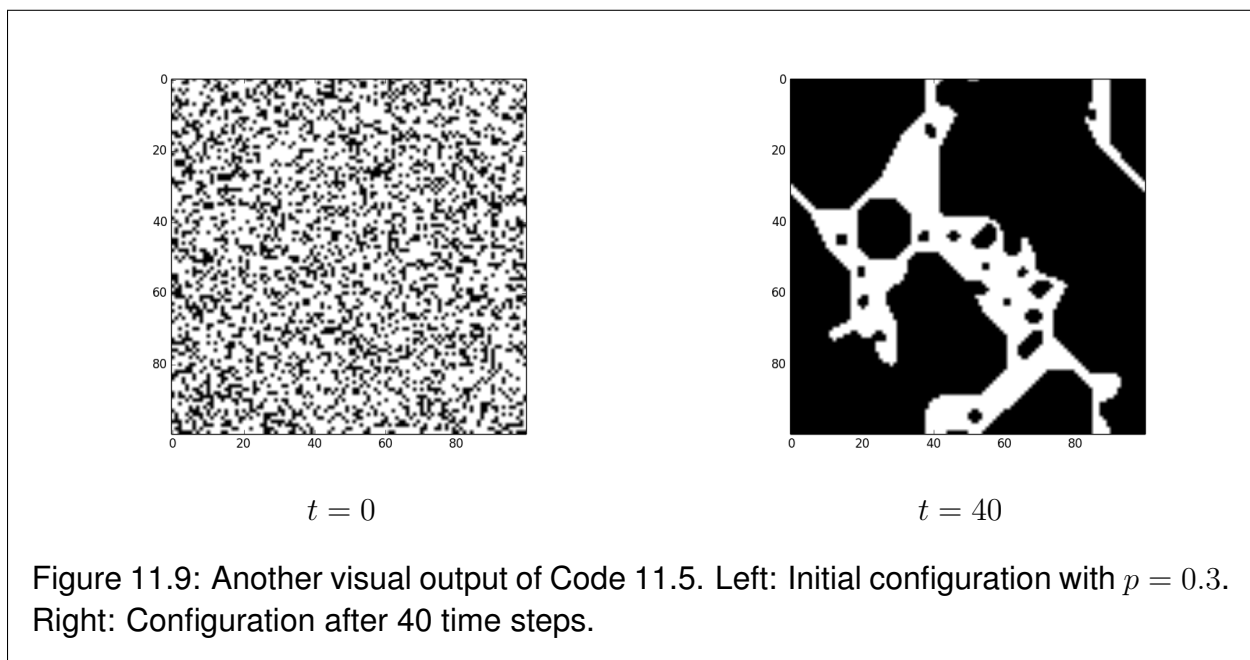 0
20
40
60
80
0 20 40 60 80
t = 0
0
20
40
60
80
0 20 40 60 80
t = 40
Figure 11.9: Another visual output of Code 11.5. Left: Initial configuration with p = 0.3.
Right: Configuration after 40 time steps.